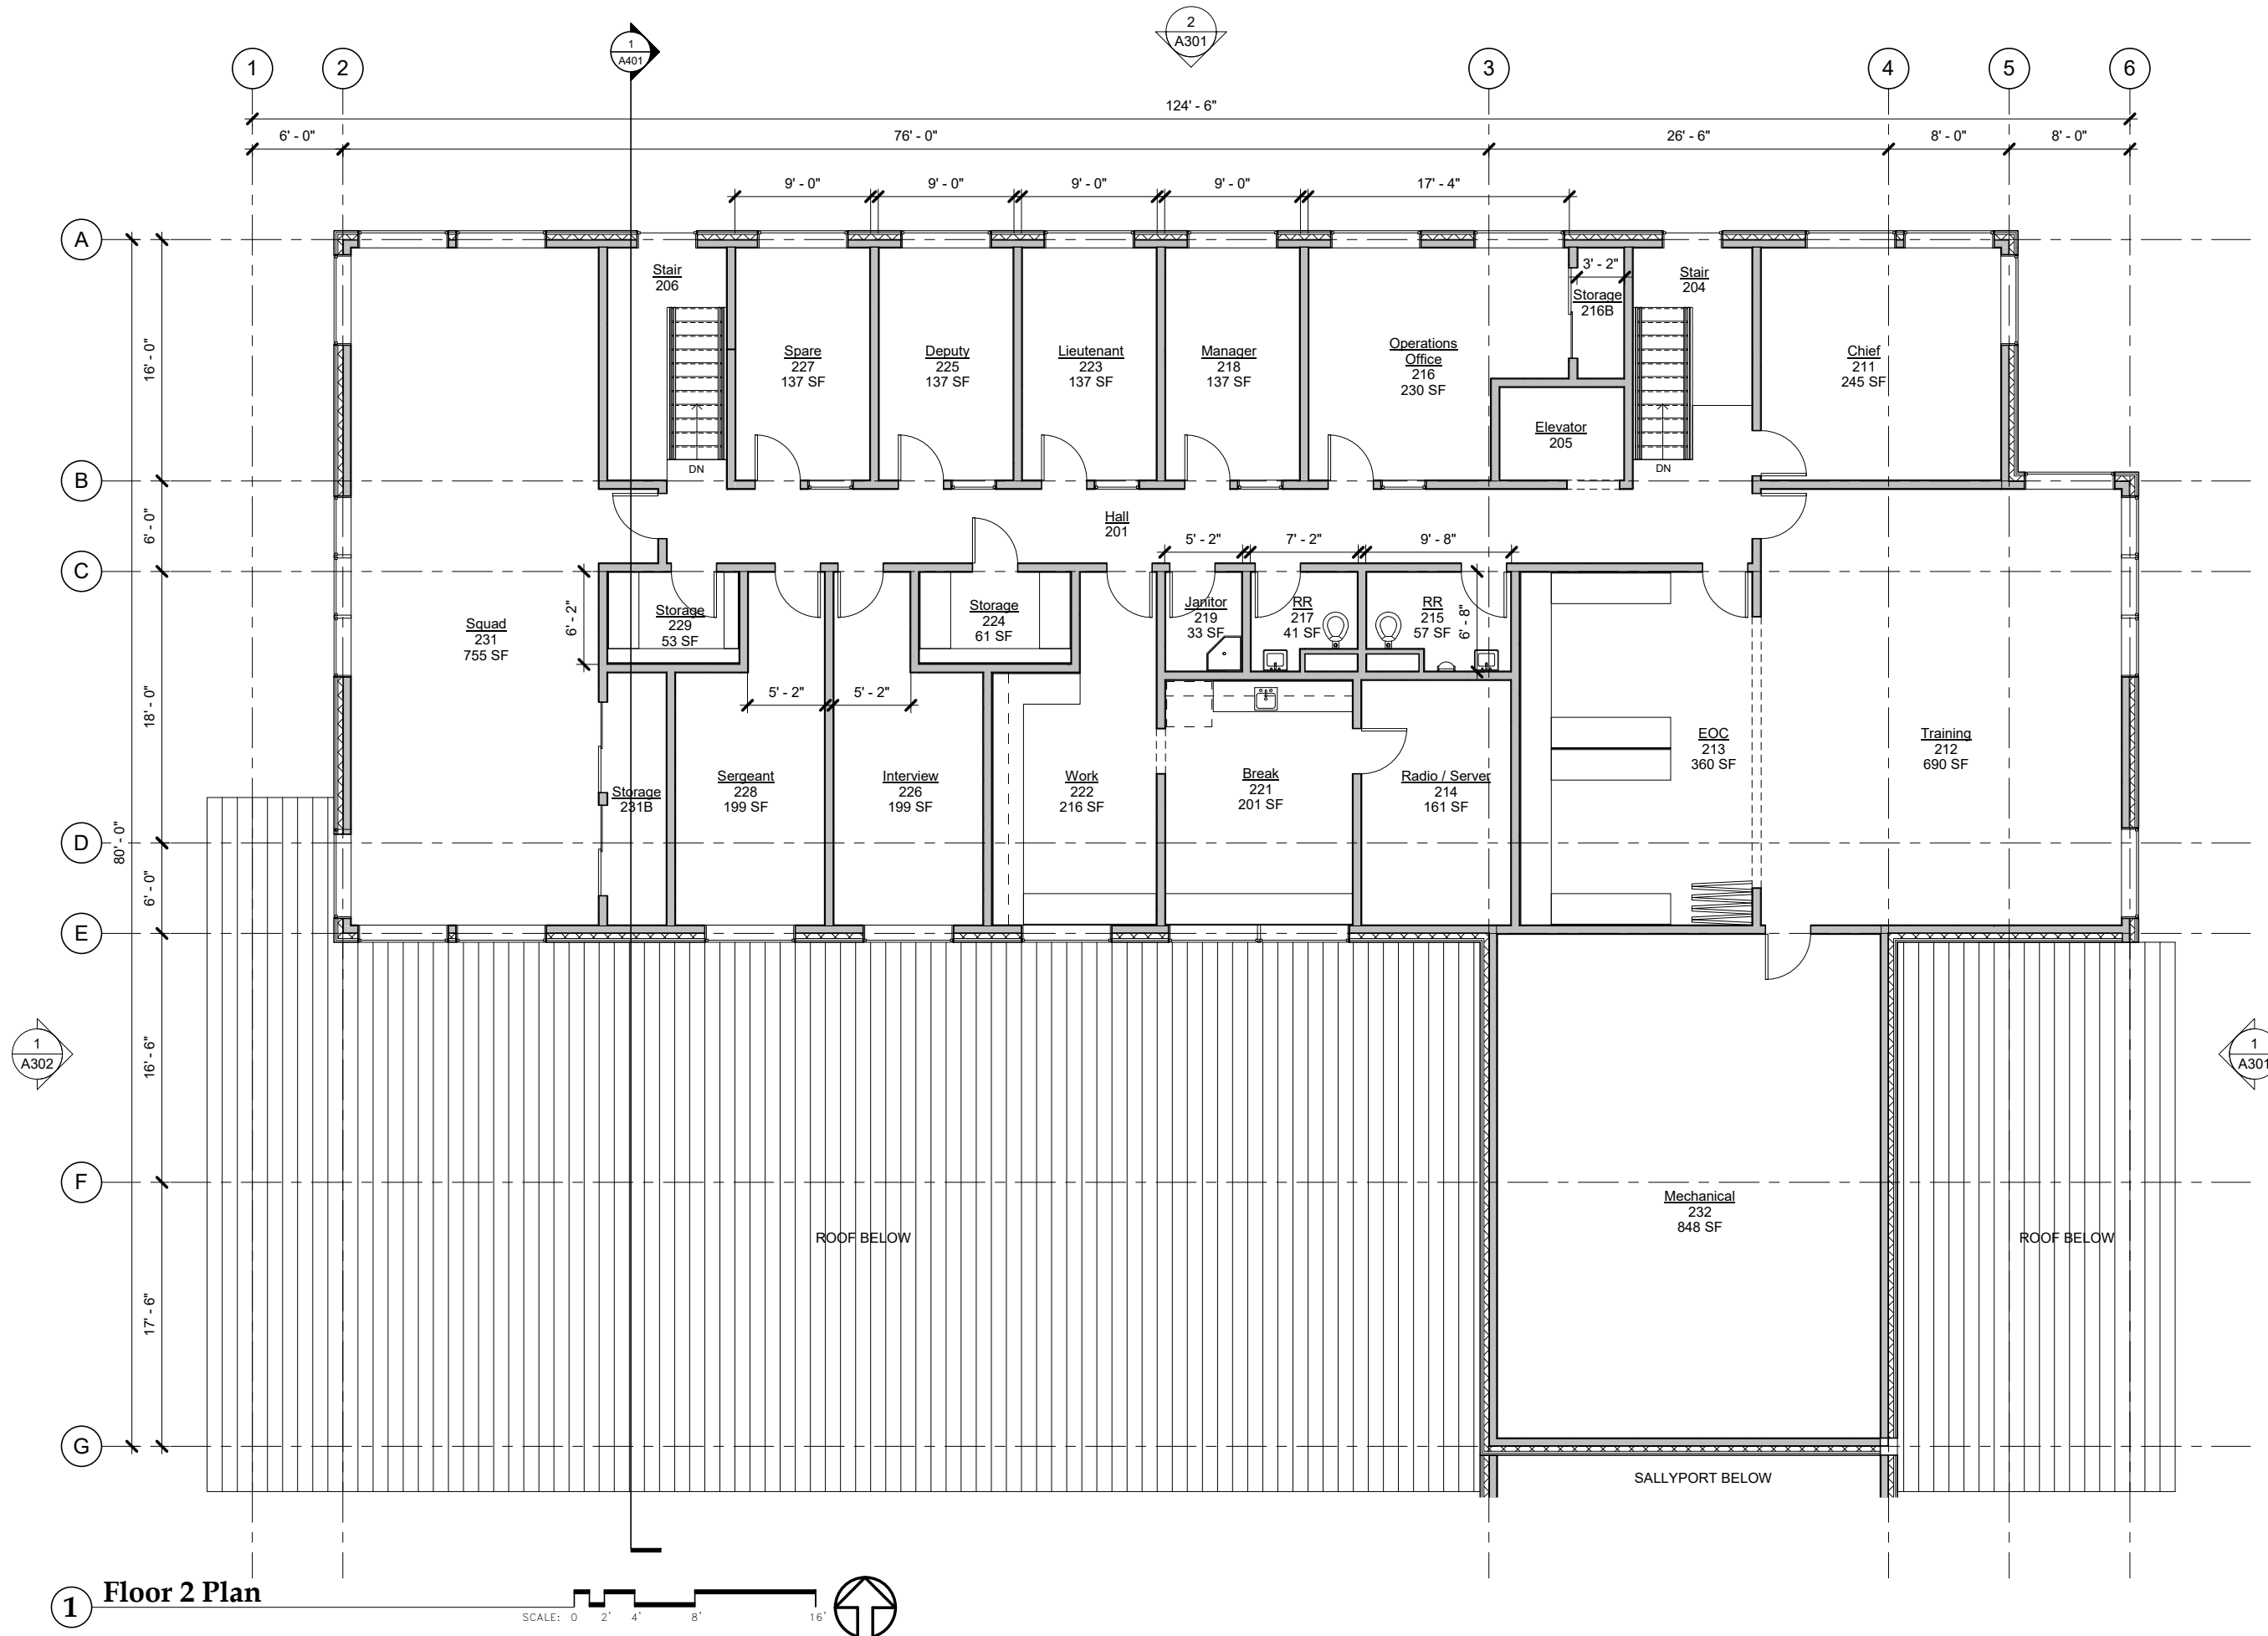 1
A401
2
A301
1
2
3
4
5
6
124' - 6"
6' - 0"
76' - 0"
26' - 6"
8' - 0"
8' - 0"
9' - 0"
9' - 0"
9' - 0"
9' - 0"
17' - 4"
A
B
C
D
E
F
G
16' - 0"
6' - 0"
18' - 0"
80' - 0"
6' - 0"
16' - 6"
17' - 6"
Stair
206
DN
Spare
227
137 SF
Deputy
225
137 SF
Lieutenant
223
137 SF
Manager
218
137 SF
Operations
Office
216
230 SF
3' - 2"
Storage
216B
Elevator
205
Stair
204
DN
Chief
211
245 SF
Hall
201
5' - 2"
7' - 2"
9' - 8"
Squad
231
755 SF
6' - 2"
Storage
229
53 SF
Storage
224
61 SF
Janitor
219
33 SF
RR
217
41 SF
RR
215
57 SF
6' - 8"
5' - 2"
5' - 2"
Storage
231B
Sergeant
228
199 SF
Interview
226
199 SF
Work
222
216 SF
Break
221
201 SF
Radio / Server
214
161 SF
EOC
213
360 SF
Training
212
690 SF
1
A302
1
A301
Mechanical
232
848 SF
ROOF BELOW
ROOF BELOW
SALLYPORT BELOW
1
Floor 2 Plan
SCALE: 0 2' 4' 8' 16'